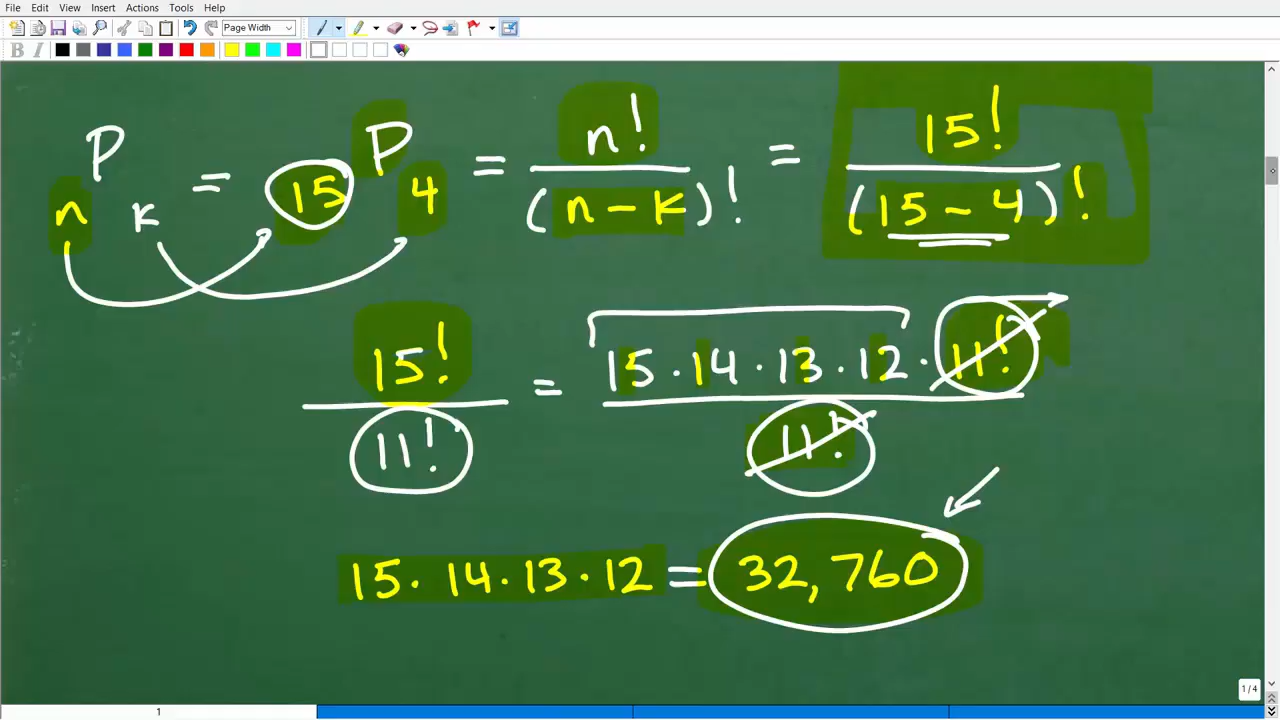 File Edit View Insert Actions Tools Help
Page Width
B I
P n k = 15 P 4 = n! / (n - k)! = 15! / (15 - 4)!
15! / 11! = 15 · 14 · 13 · 12 · 11! / 11!
15 · 14 · 13 · 12 = 32,760
1/4
1